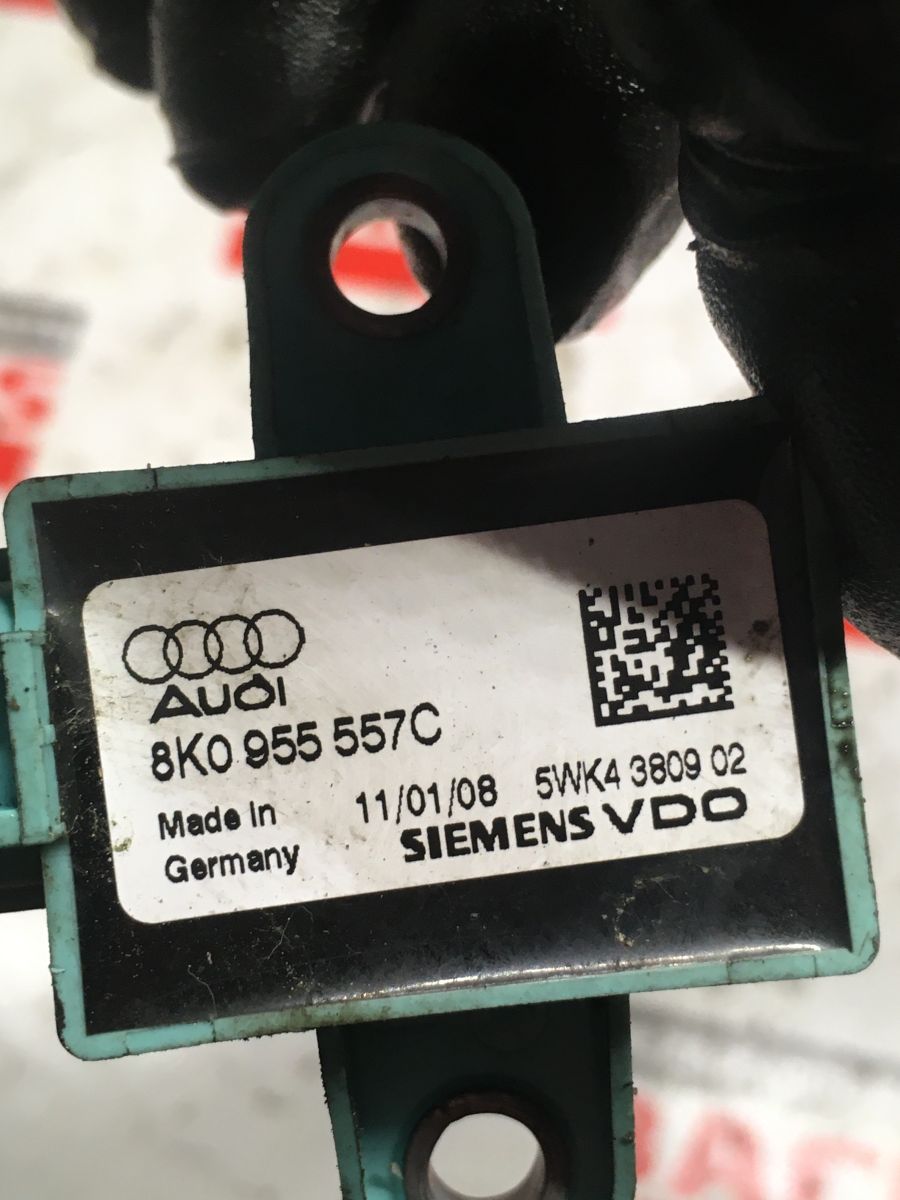 AUDI
8K0 955 557C
Made in
Germany
11/01/08 5WK4 3809 02
SIEMENS VDO